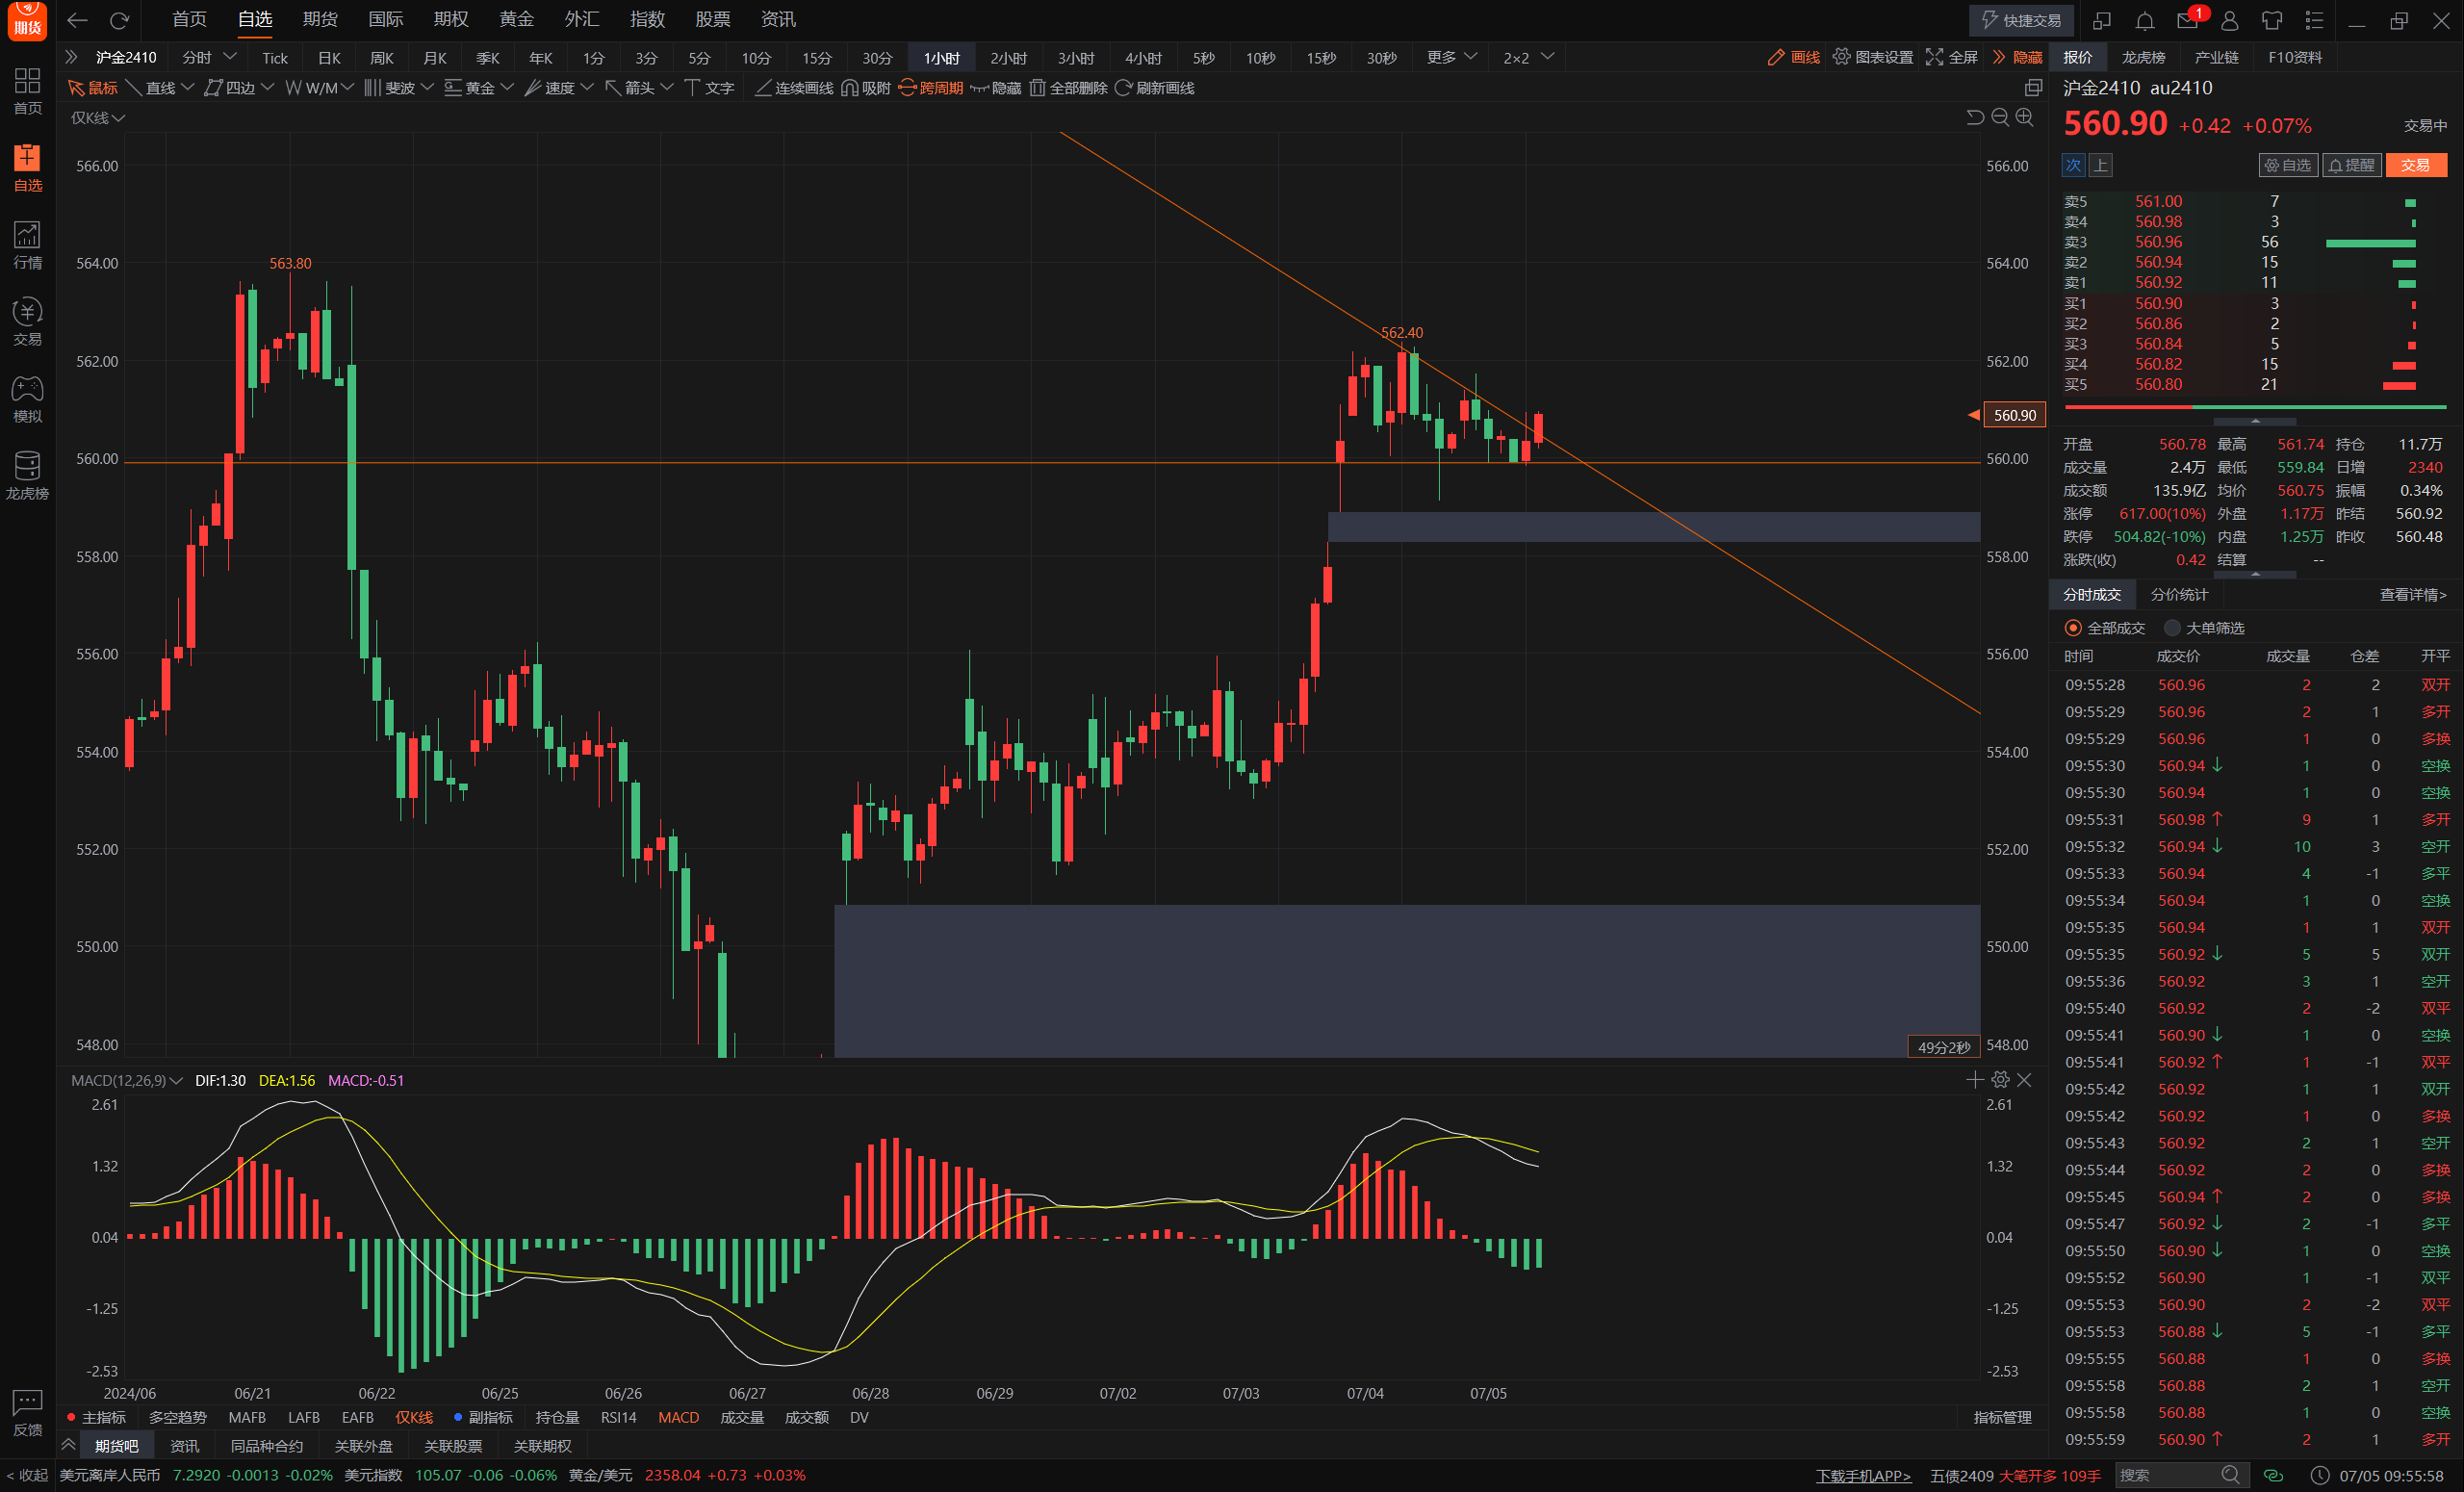 期货
首页 自选 期货 国际 期权 黄金 外汇 指数 股票 资讯
快捷交易
1
沪金2410 分时 Tick 日K 周K 月K 季K 年K 1分 3分 5分 10分 15分 30分 1小时 2小时 3小时 4小时 5秒 10秒 15秒 30秒 更多 2×2
画线 图表设置 全屏 隐藏
鼠标 直线 四边 W/M 斐波 黄金 速度 箭头 文字 连续画线 吸附 跨周期 隐藏 全部删除 刷新画线
首页
自选
行情
交易
模拟
龙虎榜
反馈
仅K线
566.00 566.00
564.00 564.00
563.80
562.40
562.00 562.00
560.90
560.00 560.00
558.00 558.00
556.00 556.00
554.00 554.00
552.00 552.00
550.00 550.00
548.00 548.00
49分2秒
MACD(12,26,9) DIF:1.30 DEA:1.56 MACD:-0.51
2.61 2.61
1.32 1.32
0.04 0.04
-1.25 -1.25
-2.53 -2.53
2024/06 06/21 06/22 06/25 06/26 06/27 06/28 06/29 07/02 07/03 07/04 07/05
主指标 多空趋势 MAFB LAFB EAFB 仅K线 副指标 持仓量 RSI14 MACD 成交量 成交额 DV 指标管理
期货吧 资讯 同品种合约 关联外盘 关联股票 关联期权
报价 龙虎榜 产业链 F10资料
沪金2410 au2410
560.90 +0.42 +0.07% 交易中
次 上 自选 提醒 交易
卖5 561.00 7
卖4 560.98 3
卖3 560.96 56
卖2 560.94 15
卖1 560.92 11
买1 560.90 3
买2 560.86 2
买3 560.84 5
买4 560.82 15
买5 560.80 21
开盘 560.78 最高 561.74 持仓 11.7万
成交量 2.4万 最低 559.84 日增 2340
成交额 135.9亿 均价 560.75 振幅 0.34%
涨停 617.00(10%) 外盘 1.17万 昨结 560.92
跌停 504.82(-10%) 内盘 1.25万 昨收 560.48
涨跌(收) 0.42 结算 --
分时成交 分价统计 查看详情>
全部成交 大单筛选
时间 成交价 成交量 仓差 开平
09:55:28 560.96 2 2 双开
09:55:29 560.96 2 1 多开
09:55:29 560.96 1 0 多换
09:55:30 560.94↓ 1 0 空换
09:55:30 560.94 1 0 空换
09:55:31 560.98↑ 9 1 多开
09:55:32 560.94↓ 10 3 空开
09:55:33 560.94 4 -1 多平
09:55:34 560.94 1 0 空换
09:55:35 560.94 1 1 双开
09:55:35 560.92↓ 5 5 双开
09:55:36 560.92 3 1 空开
09:55:40 560.92 2 -2 双平
09:55:41 560.90↓ 1 0 空换
09:55:41 560.92↑ 1 -1 双平
09:55:42 560.92 1 1 双开
09:55:42 560.92 1 0 多换
09:55:43 560.92 2 1 空开
09:55:44 560.92 2 0 多换
09:55:45 560.94↑ 2 0 多换
09:55:47 560.92↓ 2 -1 多平
09:55:50 560.90↓ 1 0 空换
09:55:52 560.90 1 -1 双平
09:55:53 560.90 2 -2 双平
09:55:53 560.88↓ 5 -1 多平
09:55:55 560.88 1 0 多换
09:55:58 560.88 2 1 空开
09:55:58 560.88 1 0 空换
09:55:59 560.90↑ 2 1 多开
< 收起 美元离岸人民币 7.2920 -0.0013 -0.02% 美元指数 105.07 -0.06 -0.06% 黄金/美元 2358.04 +0.73 +0.03% 下载手机APP> 五债2409 大笔开多 109手 搜索 07/05 09:55:58